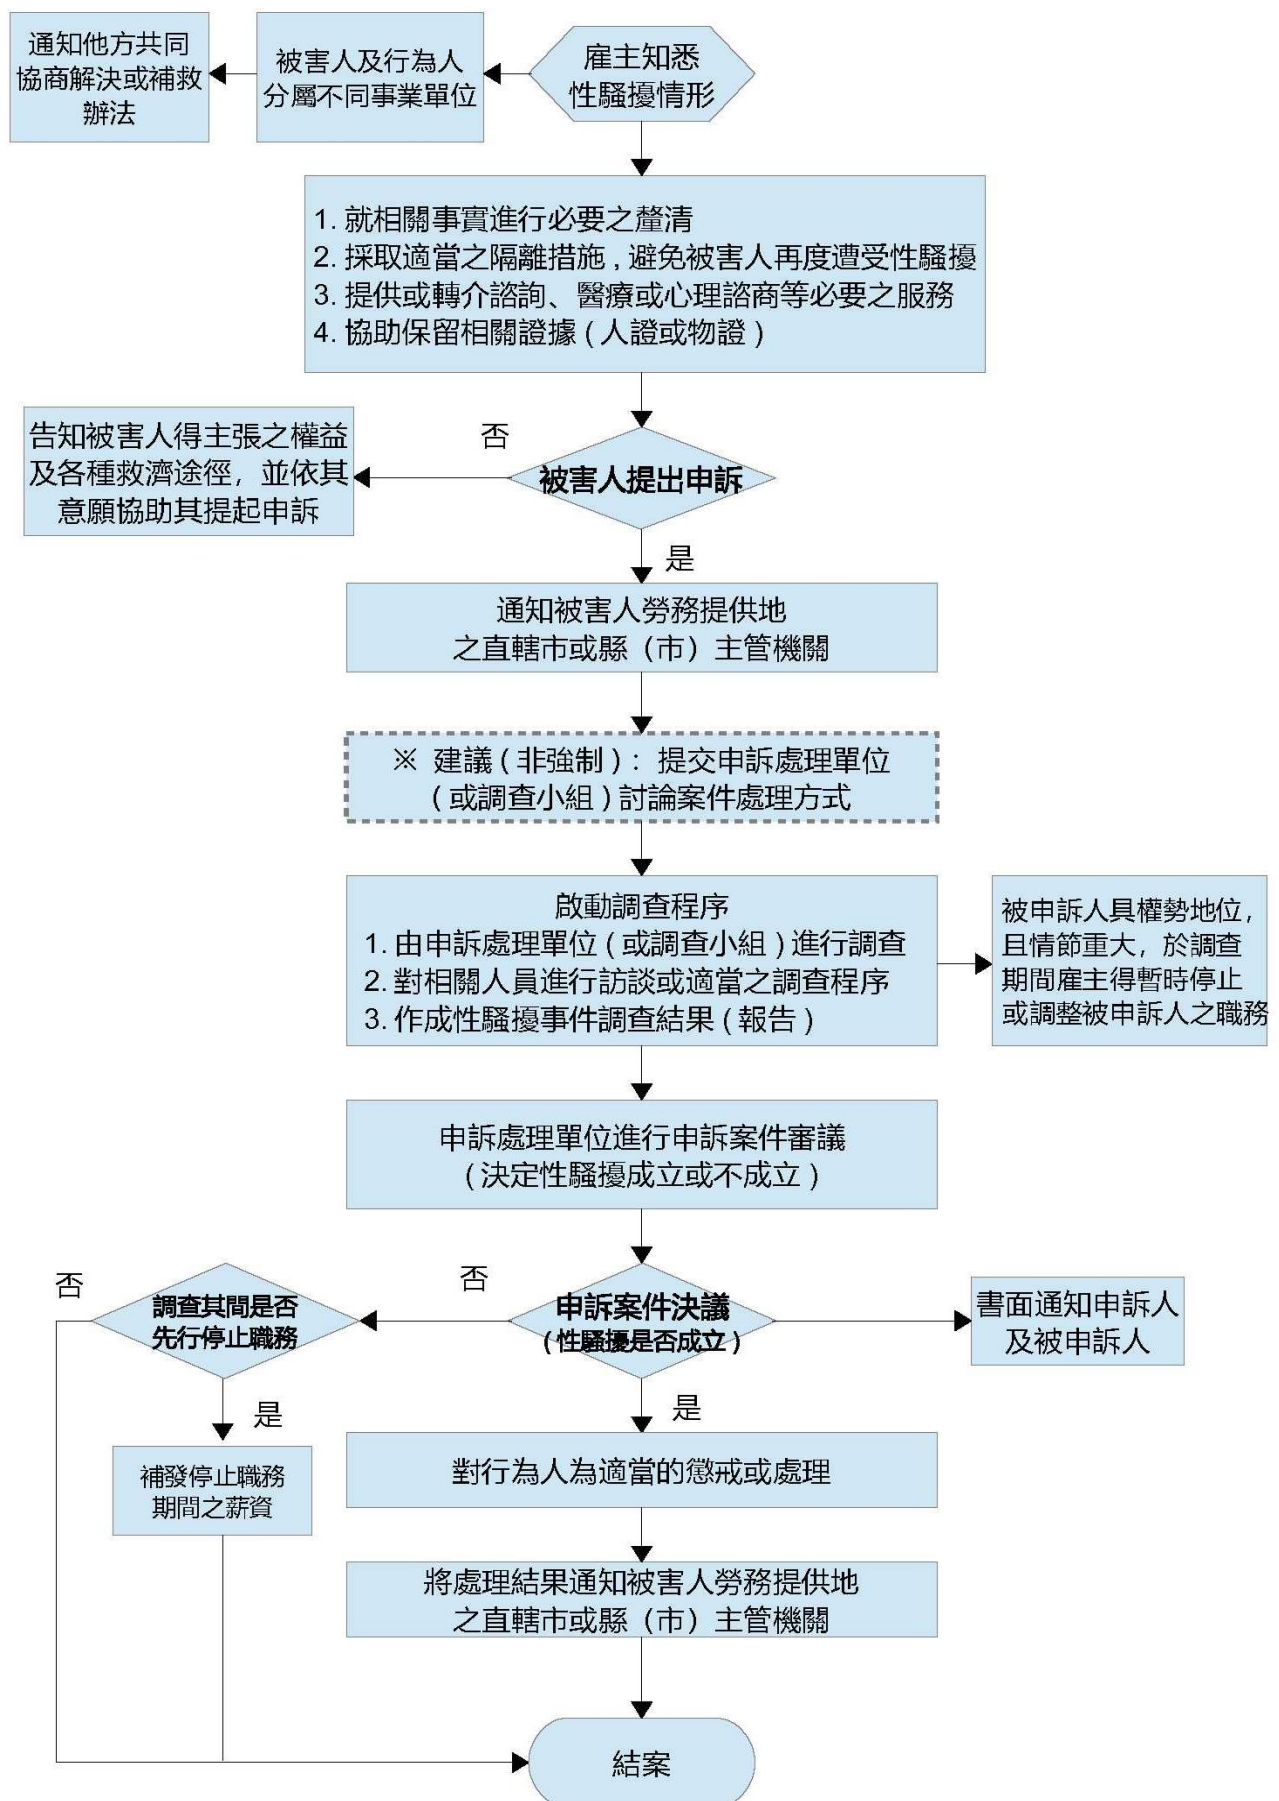 雇主知悉
性騷擾情形
被害人及行為人
分屬不同事業單位
通知他方共同
協商解決或補救
辦法
1. 就相關事實進行必要之釐清
2. 採取適當之隔離措施 , 避免被害人再度遭受性騷擾
3. 提供或轉介諮詢、醫療或心理諮商等必要之服務
4. 協助保留相關證據 ( 人證或物證 )
被害人提出申訴
否
告知被害人得主張之權益
及各種救濟途徑，並依其
意願協助其提起申訴
是
通知被害人勞務提供地
之直轄市或縣（市）主管機關
※ 建議 ( 非強制 ) ：提交申訴處理單位
( 或調查小組 ) 討論案件處理方式
啟動調查程序
1. 由申訴處理單位 ( 或調查小組 ) 進行調查
2. 對相關人員進行訪談或適當之調查程序
3. 作成性騷擾事件調查結果 ( 報告 )
被申訴人具權勢地位，
且情節重大，於調查
期間雇主得暫時停止
或調整被申訴人之職務
申訴處理單位進行申訴案件審議
( 決定性騷擾成立或不成立 )
申訴案件決議
( 性騷擾是否成立 )
書面通知申訴人
及被申訴人
否
調查其間是否
先行停止職務
否
是
補發停止職務
期間之薪資
是
對行為人為適當的懲戒或處理
將處理結果通知被害人勞務提供地
之直轄市或縣（市）主管機關
結案